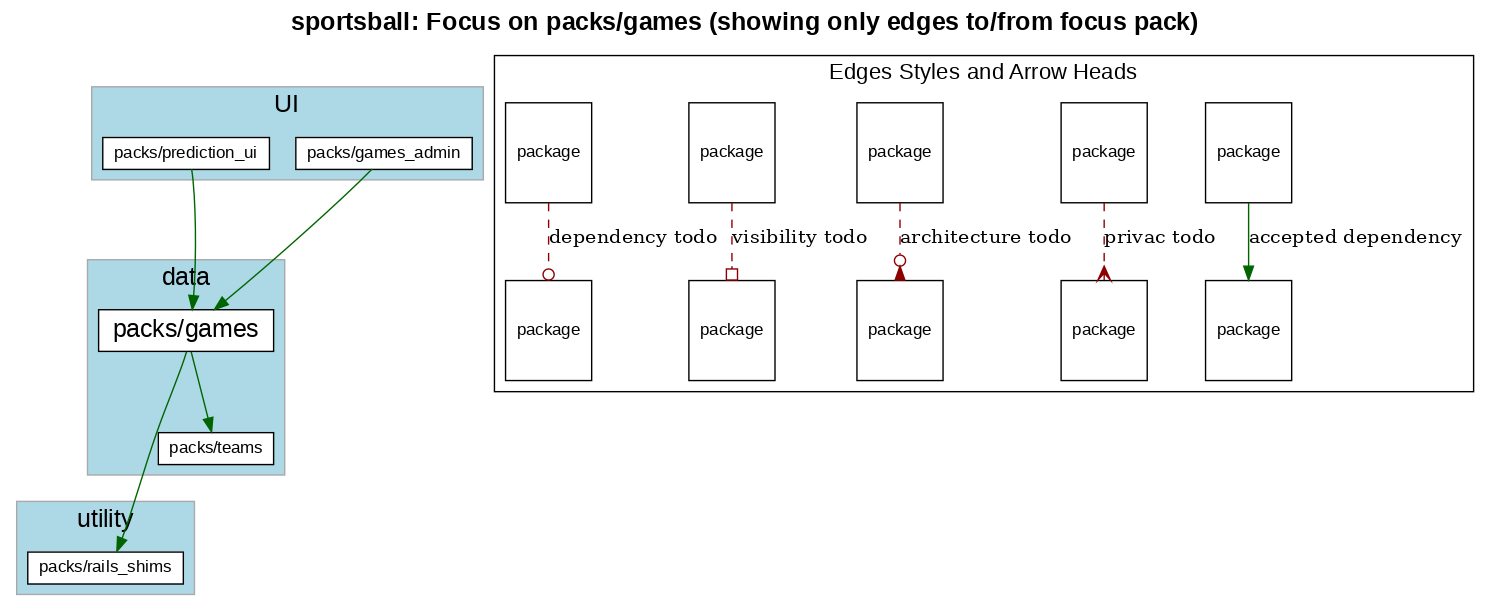 sportsball: Focus on packs/games (showing only edges to/from focus pack)
UI
packs/prediction_ui
packs/games_admin
data
packs/games
packs/teams
utility
packs/rails_shims
Edges Styles and Arrow Heads
package
package
package
package
package
dependency todo
visibility todo
architecture todo
privac todo
accepted dependency
package
package
package
package
package